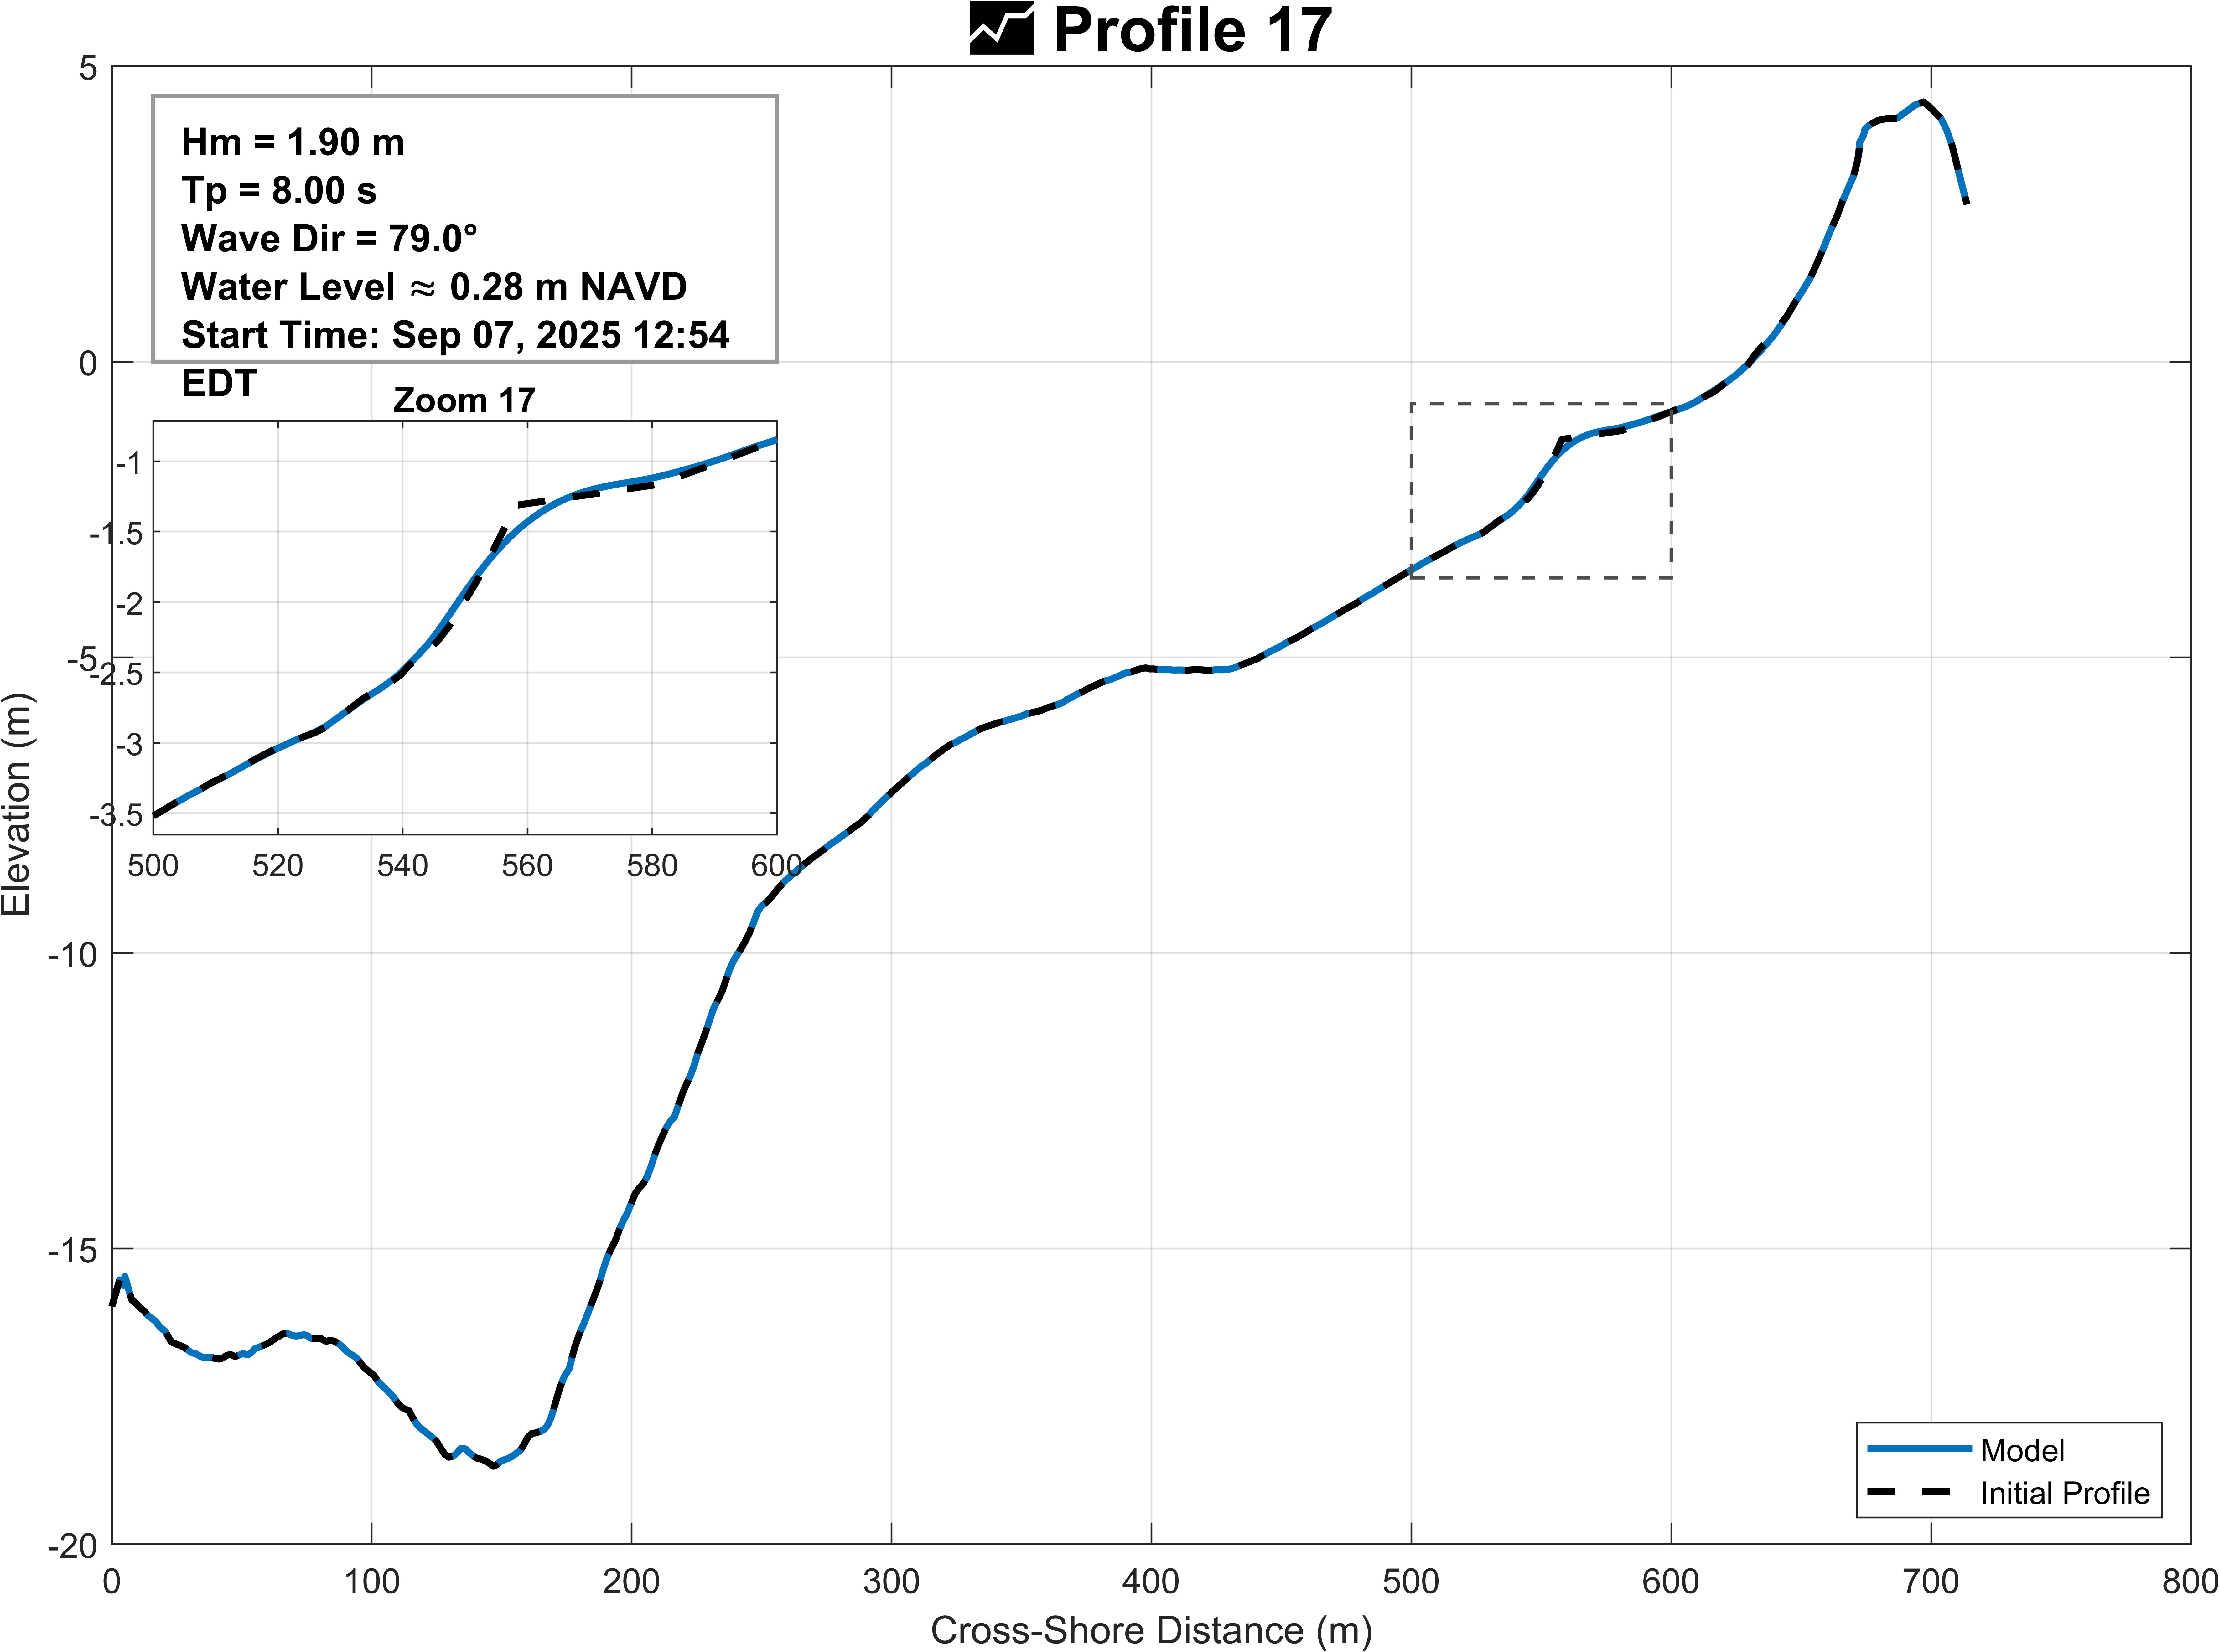 Profile 17
5
Hm = 1.90 m
Tp = 8.00 s
Wave Dir = 79.0°
Water Level ≈ 0.28 m NAVD
Start Time: Sep 07, 2025 12:54
EDT
0
Zoom 17
-1
-1.5
-2
-2.5
-3
-3.5
500 520 540 560 580 600
-5
-10
-15
-20
Elevation (m)
Model
Initial Profile
0 100 200 300 400 500 600 700 800
Cross-Shore Distance (m)